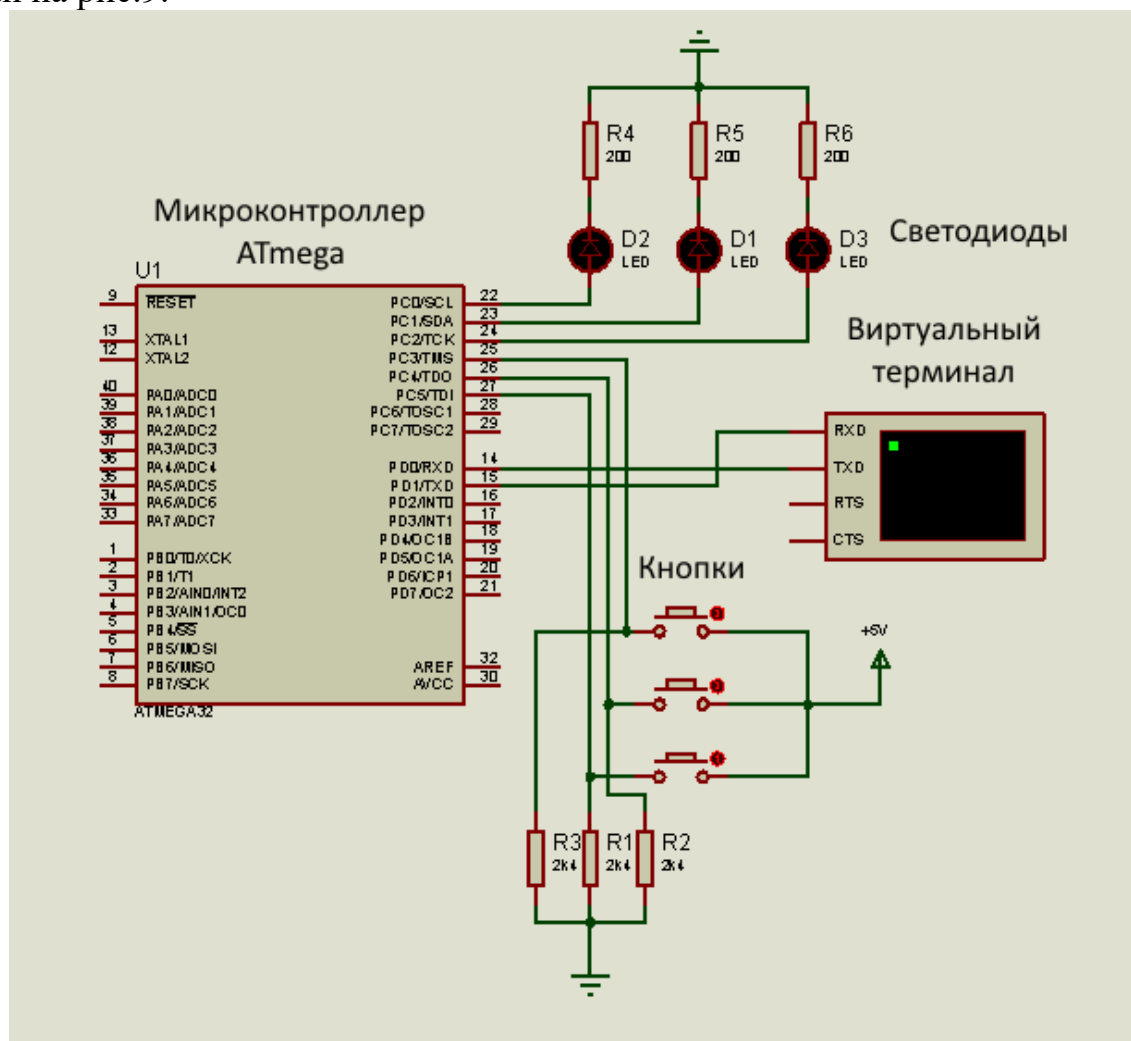 на рис.9.
R4
200
R5
200
R6
200
Микроконтроллер
ATmega
D2
LED
D1
LED
D3
LED
Светодиоды
U1
9
RESET
13
XTAL1
12
XTAL2
40
PA0/ADC0
39
PA1/ADC1
38
PA2/ADC2
37
PA3/ADC3
36
PA4/ADC4
35
PA5/ADC5
34
PA6/ADC6
33
PA7/ADC7
1
PB0/T0/XCK
2
PB1/T1
3
PB2/AIN0/INT2
4
PB3/AIN1/OC0
5
PB4/SS
6
PB5/MOSI
7
PB6/MISO
8
PB7/SCK
PC0/SCL
22
PC1/SDA
23
PC2/TCK
24
PC3/TMS
25
PC4/TDO
26
PC5/TDI
27
PC6/TOSC1
28
PC7/TOSC2
29
PD0/RXD
14
PD1/TXD
15
PD2/INT0
16
PD3/INT1
17
PD4/OC1B
18
PD5/OC1A
19
PD6/ICP1
20
PD7/OC2
21
AREF
32
AVCC
30
ATMEGA32
Виртуальный
терминал
RXD
TXD
RTS
CTS
Кнопки
+5V
R3
2k4
R1
2k4
R2
2k4